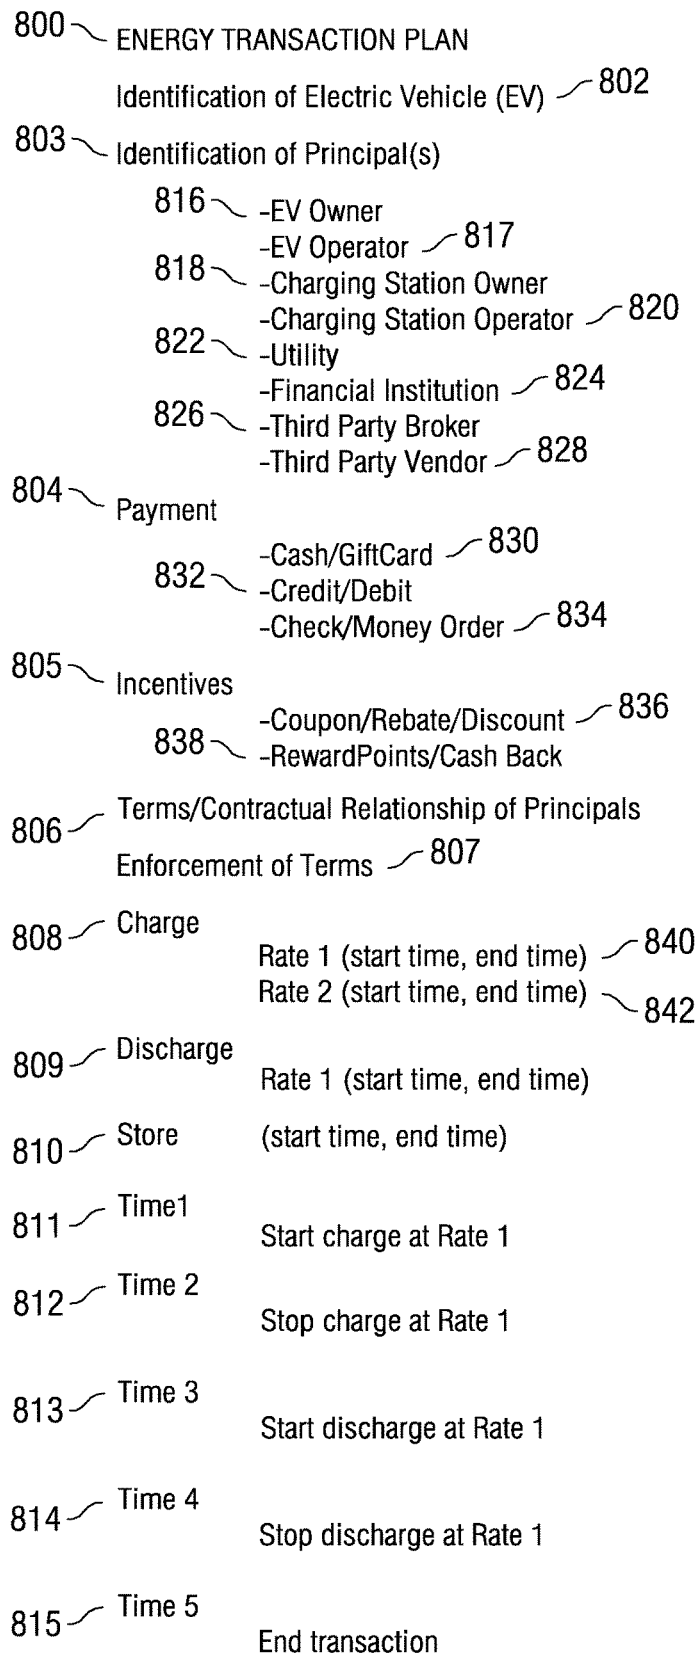 800 ENERGY TRANSACTION PLAN
Identification of Electric Vehicle (EV) 802
803 Identification of Principal(s)
816 -EV Owner
-EV Operator 817
818 -Charging Station Owner
-Charging Station Operator 820
822 -Utility
-Financial Institution 824
826 -Third Party Broker
-Third Party Vendor 828
804 Payment
-Cash/GiftCard 830
832 -Credit/Debit
-Check/Money Order 834
805 Incentives
-Coupon/Rebate/Discount 836
838 -RewardPoints/Cash Back
806 Terms/Contractual Relationship of Principals
Enforcement of Terms 807
808 Charge
Rate 1 (start time, end time) 840
Rate 2 (start time, end time) 842
809 Discharge
Rate 1 (start time, end time)
810 Store (start time, end time)
811 Time1
Start charge at Rate 1
812 Time 2
Stop charge at Rate 1
813 Time 3
Start discharge at Rate 1
814 Time 4
Stop discharge at Rate 1
815 Time 5
End transaction